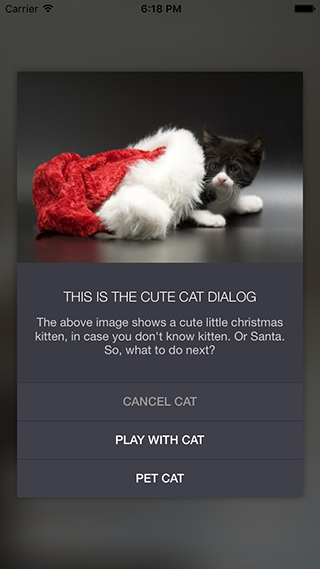 Carrier 6:18 PM
THIS IS THE CUTE CAT DIALOG
The above image shows a cute little christmas
kitten, in case you don't know kitten. Or Santa.
So, what to do next?
CANCEL CAT
PLAY WITH CAT
PET CAT